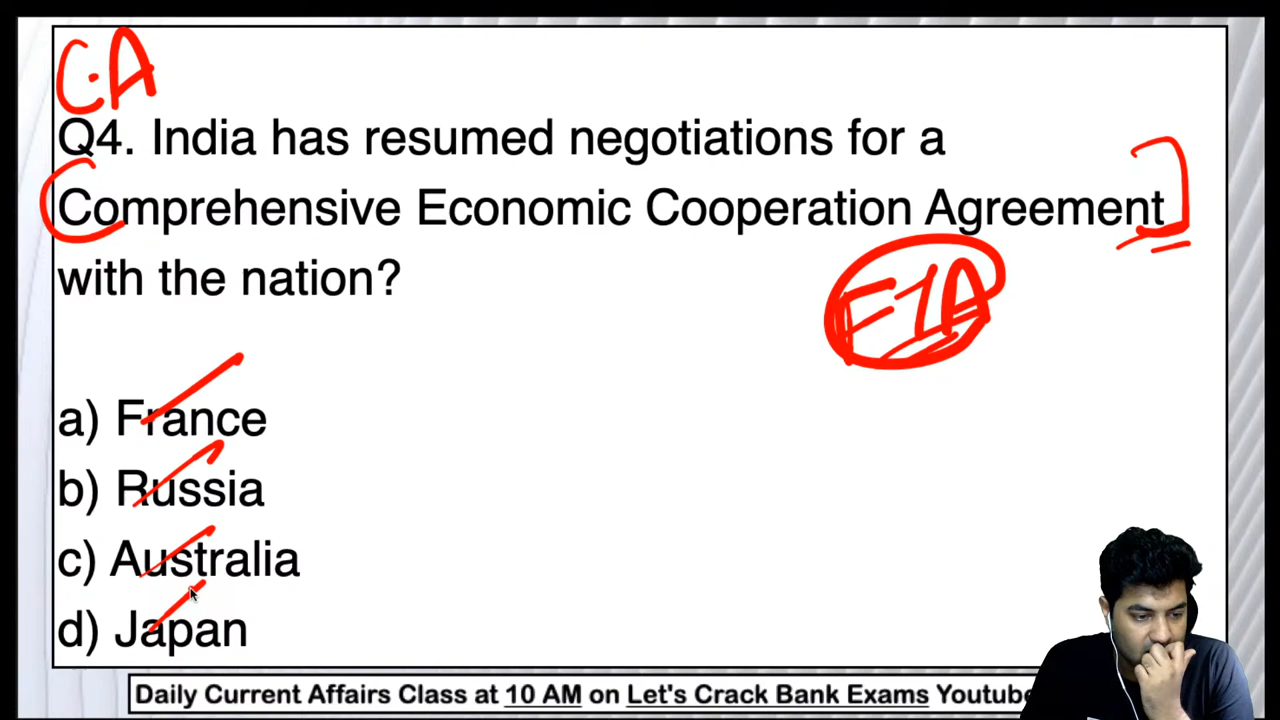 C.A
Q4. India has resumed negotiations for a
Comprehensive Economic Cooperation Agreement
with the nation?
FTA
a) France
b) Russia
c) Australia
d) Japan
Daily Current Affairs Class at 10 AM on Let's Crack Bank Exams Youtube